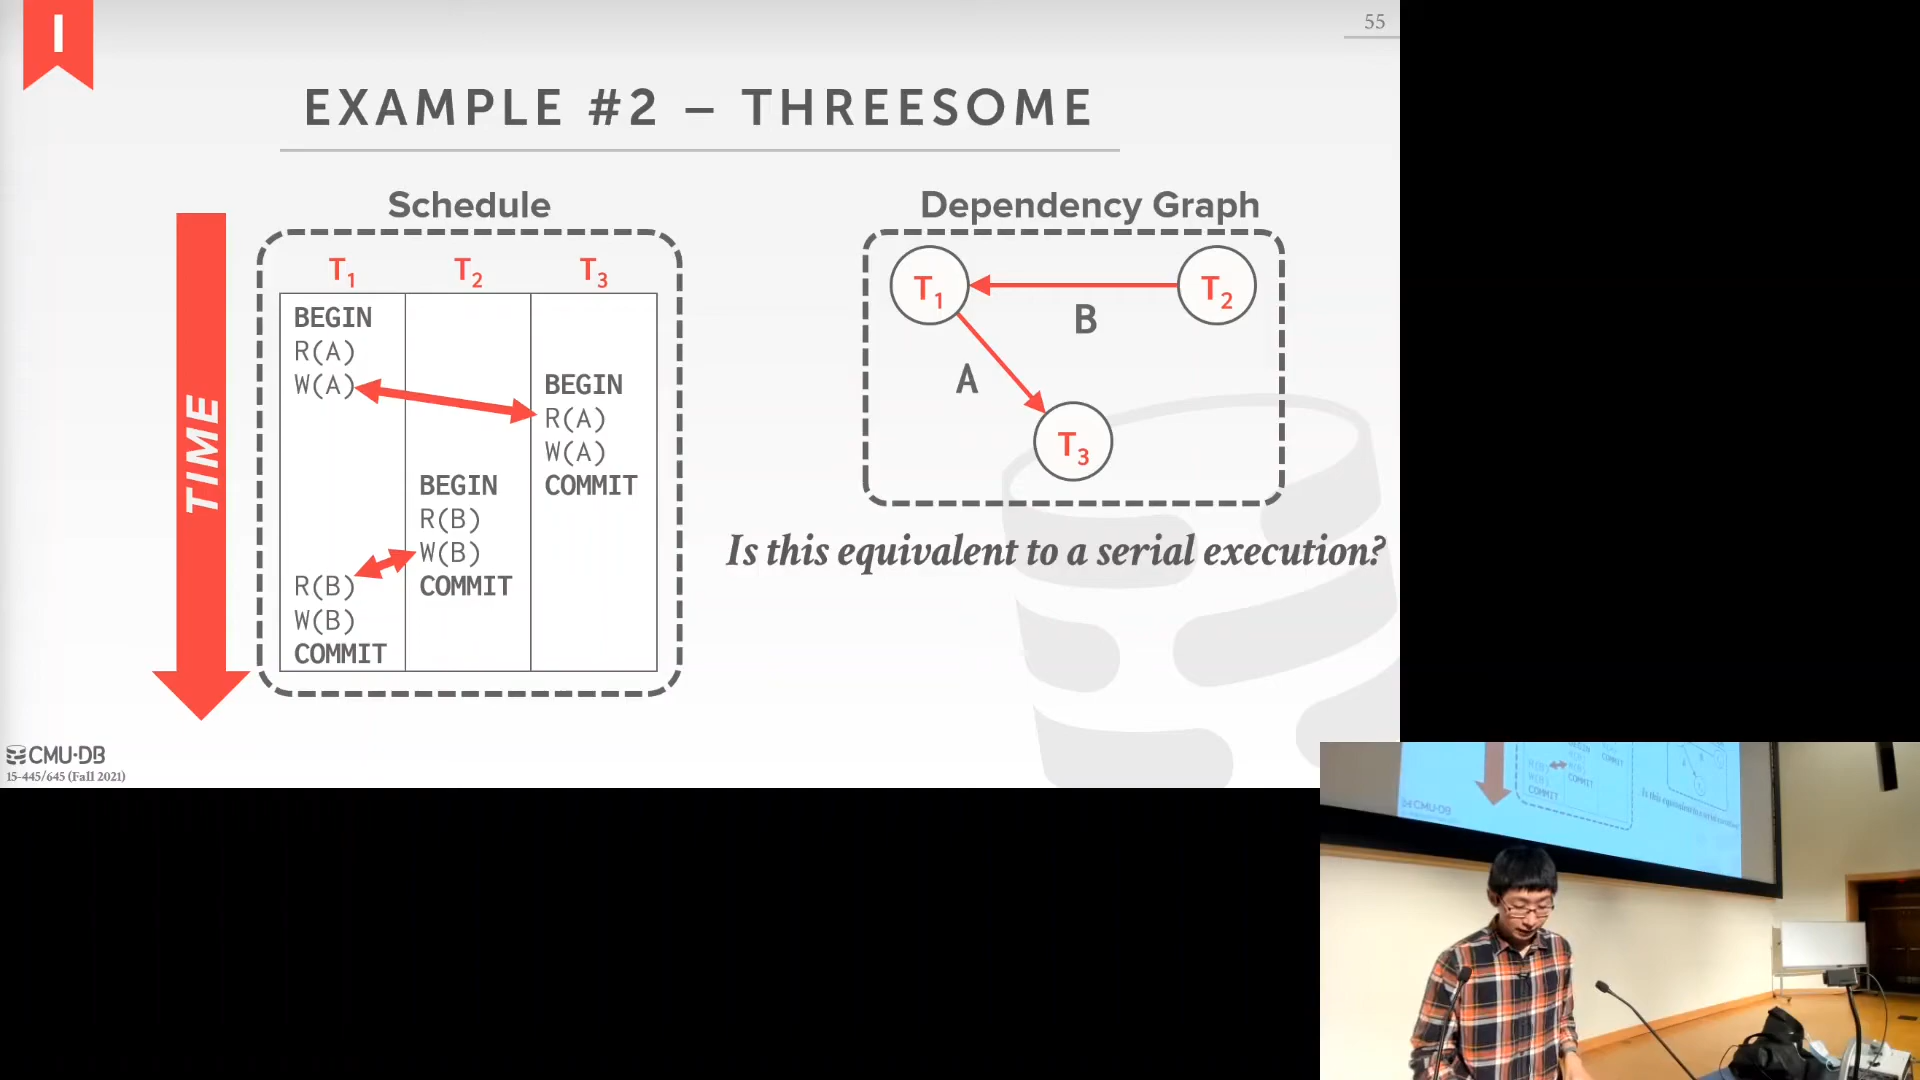 55
EXAMPLE #2 – THREESOME
Schedule
T1 T2 T3
BEGIN
R(A)
W(A)
BEGIN
R(A)
W(A)
COMMIT
BEGIN
R(B)
W(B)
COMMIT
R(B)
W(B)
COMMIT
TIME
Dependency Graph
T1
T2
B
A
T3
Is this equivalent to a serial execution?
CMU·DB
15-445/645 (Fall 2021)